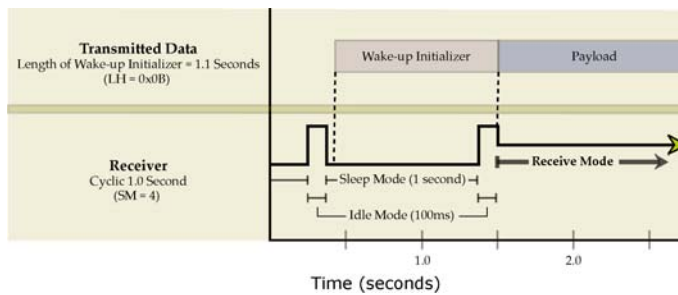 Transmitted Data
Length of Wake-up Initializer = 1.1 Seconds
(LH = 0x0B)
Wake-up Initializer
Payload
Receiver
Cyclic 1.0 Second
(SM = 4)
Sleep Mode (1 second)
Receive Mode
Idle Mode (100ms)
1.0
2.0
Time (seconds)